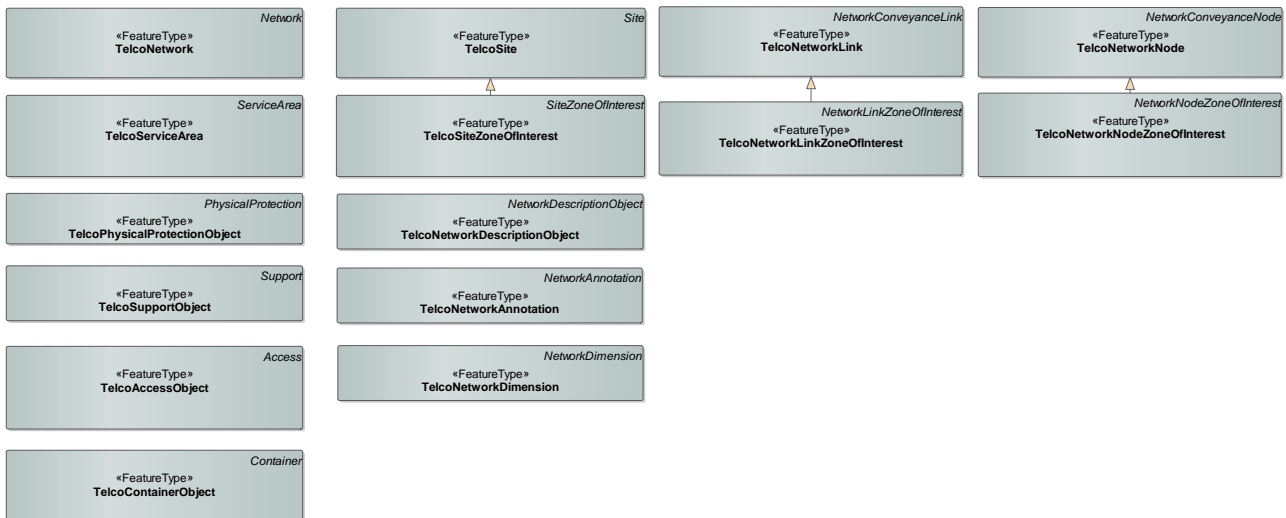 Network
«FeatureType»
TelcoNetwork
ServiceArea
«FeatureType»
TelcoServiceArea
PhysicalProtection
«FeatureType»
TelcoPhysicalProtectionObject
Support
«FeatureType»
TelcoSupportObject
Access
«FeatureType»
TelcoAccessObject
Container
«FeatureType»
TelcoContainerObject
Site
«FeatureType»
TelcoSite
SiteZoneOfInterest
«FeatureType»
TelcoSiteZoneOfInterest
NetworkDescriptionObject
«FeatureType»
TelcoNetworkDescriptionObject
NetworkAnnotation
«FeatureType»
TelcoNetworkAnnotation
NetworkDimension
«FeatureType»
TelcoNetworkDimension
NetworkConveyanceLink
«FeatureType»
TelcoNetworkLink
NetworkLinkZoneOfInterest
«FeatureType»
TelcoNetworkLinkZoneOfInterest
NetworkConveyanceNode
«FeatureType»
TelcoNetworkNode
NetworkNodeZoneOfInterest
«FeatureType»
TelcoNetworkNodeZoneOfInterest